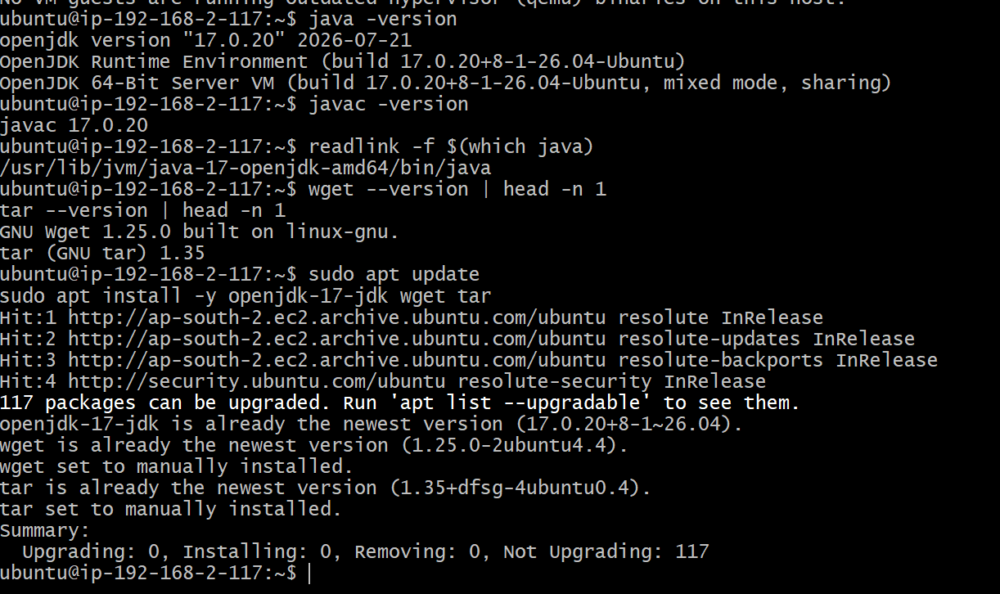 No VM guests are running outdated hypervisor (qemu) binaries on this host.
ubuntu@ip-192-168-2-117:~$ java -version
openjdk version "17.0.20" 2026-07-21
OpenJDK Runtime Environment (build 17.0.20+8-1-26.04-Ubuntu)
OpenJDK 64-Bit Server VM (build 17.0.20+8-1-26.04-Ubuntu, mixed mode, sharing)
ubuntu@ip-192-168-2-117:~$ javac -version
javac 17.0.20
ubuntu@ip-192-168-2-117:~$ readlink -f $(which java)
/usr/lib/jvm/java-17-openjdk-amd64/bin/java
ubuntu@ip-192-168-2-117:~$ wget --version | head -n 1
tar --version | head -n 1
GNU Wget 1.25.0 built on linux-gnu.
tar (GNU tar) 1.35
ubuntu@ip-192-168-2-117:~$ sudo apt update
sudo apt install -y openjdk-17-jdk wget tar
Hit:1 http://ap-south-2.ec2.archive.ubuntu.com/ubuntu resolute InRelease
Hit:2 http://ap-south-2.ec2.archive.ubuntu.com/ubuntu resolute-updates InRelease
Hit:3 http://ap-south-2.ec2.archive.ubuntu.com/ubuntu resolute-backports InRelease
Hit:4 http://security.ubuntu.com/ubuntu resolute-security InRelease
117 packages can be upgraded. Run 'apt list --upgradable' to see them.
openjdk-17-jdk is already the newest version (17.0.20+8-1~26.04).
wget is already the newest version (1.25.0-2ubuntu4.4).
wget set to manually installed.
tar is already the newest version (1.35+dfsg-4ubuntu0.4).
tar set to manually installed.
Summary:
  Upgrading: 0, Installing: 0, Removing: 0, Not Upgrading: 117
ubuntu@ip-192-168-2-117:~$